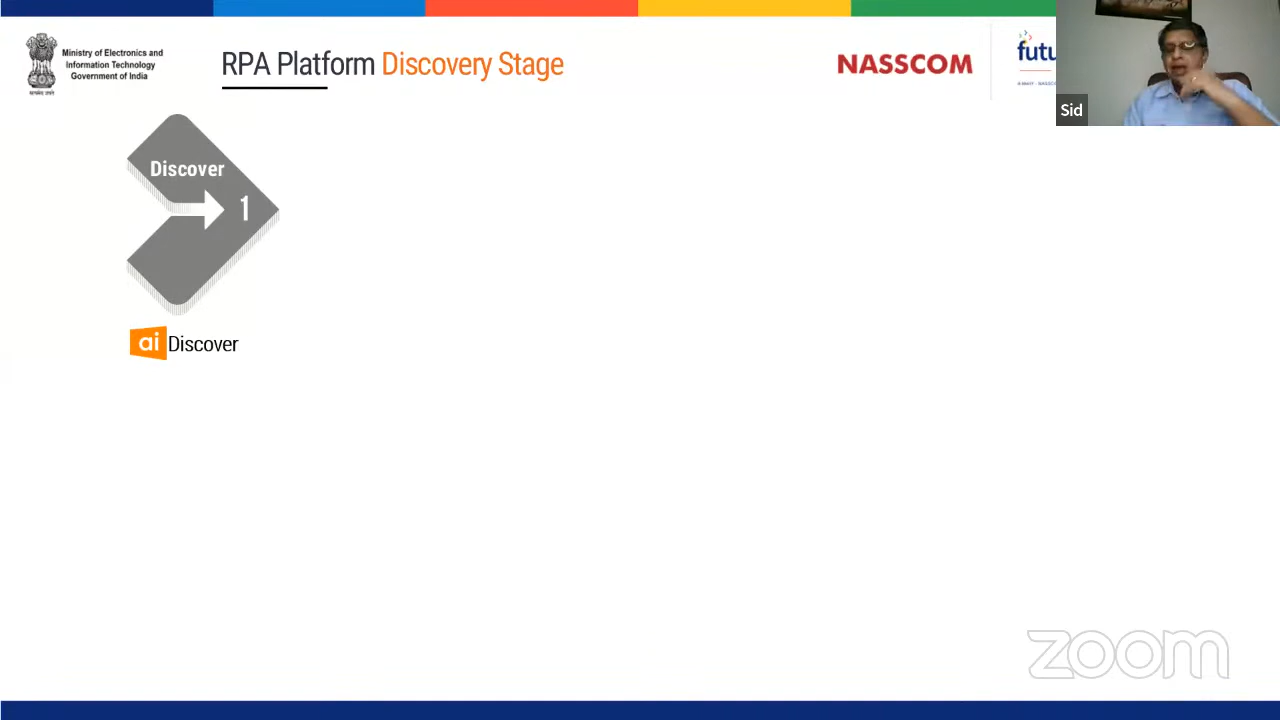 Ministry of Electronics and
Information Technology
Government of India
RPA Platform Discovery Stage
NASSCOM
futu
Sid
Discover
1
ai Discover
zoom